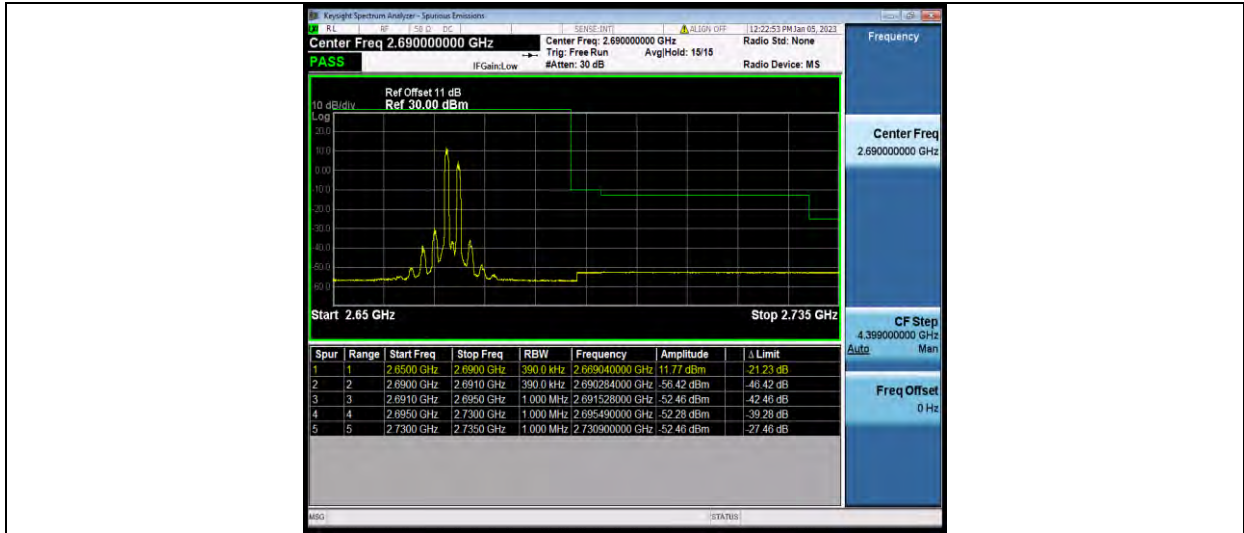 Keysight Spectrum Analyzer - Spurious Emissions
RL RF 50 Ω DC SENSE:INT ALIGN OFF 12:22:53 PM Jan 05, 2023
Center Freq 2.690000000 GHz
Center Freq: 2.690000000 GHz Radio Std: None
Trig: Free Run Avg|Hold: 15/15
PASS
IFGain:Low #Atten: 30 dB Radio Device: MS
Frequency
Ref Offset 11 dB
10 dB/div Ref 30.00 dBm
Log
20.0
10.0
0.00
-10.0
-20.0
-30.0
-40.0
-50.0
-60.0
Start 2.65 GHz Stop 2.735 GHz
Center Freq
2.690000000 GHz
CF Step
4.399000000 GHz
Auto Man
Freq Offset
0 Hz
Spur Range Start Freq Stop Freq RBW Frequency Amplitude Δ Limit
1 1 2.6500 GHz 2.6900 GHz 390.0 kHz 2.669040000 GHz 11.77 dBm -21.23 dB
2 2 2.6900 GHz 2.6910 GHz 390.0 kHz 2.690284000 GHz -56.42 dBm -46.42 dB
3 3 2.6910 GHz 2.6950 GHz 1.000 MHz 2.691528000 GHz -52.46 dBm -42.46 dB
4 4 2.6950 GHz 2.7300 GHz 1.000 MHz 2.695490000 GHz -52.28 dBm -39.28 dB
5 5 2.7300 GHz 2.7350 GHz 1.000 MHz 2.730900000 GHz -52.46 dBm -27.46 dB
MSG STATUS